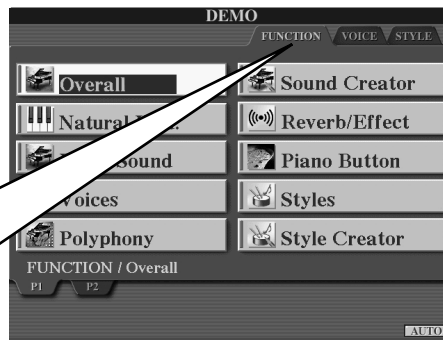 DEMO
FUNCTION VOICE STYLE
Overall
Sound Creator
Natural
Reverb/Effect
Sound
Piano Button
Voices
Styles
Polyphony
Style Creator
FUNCTION / Overall
P1 P2
AUTO